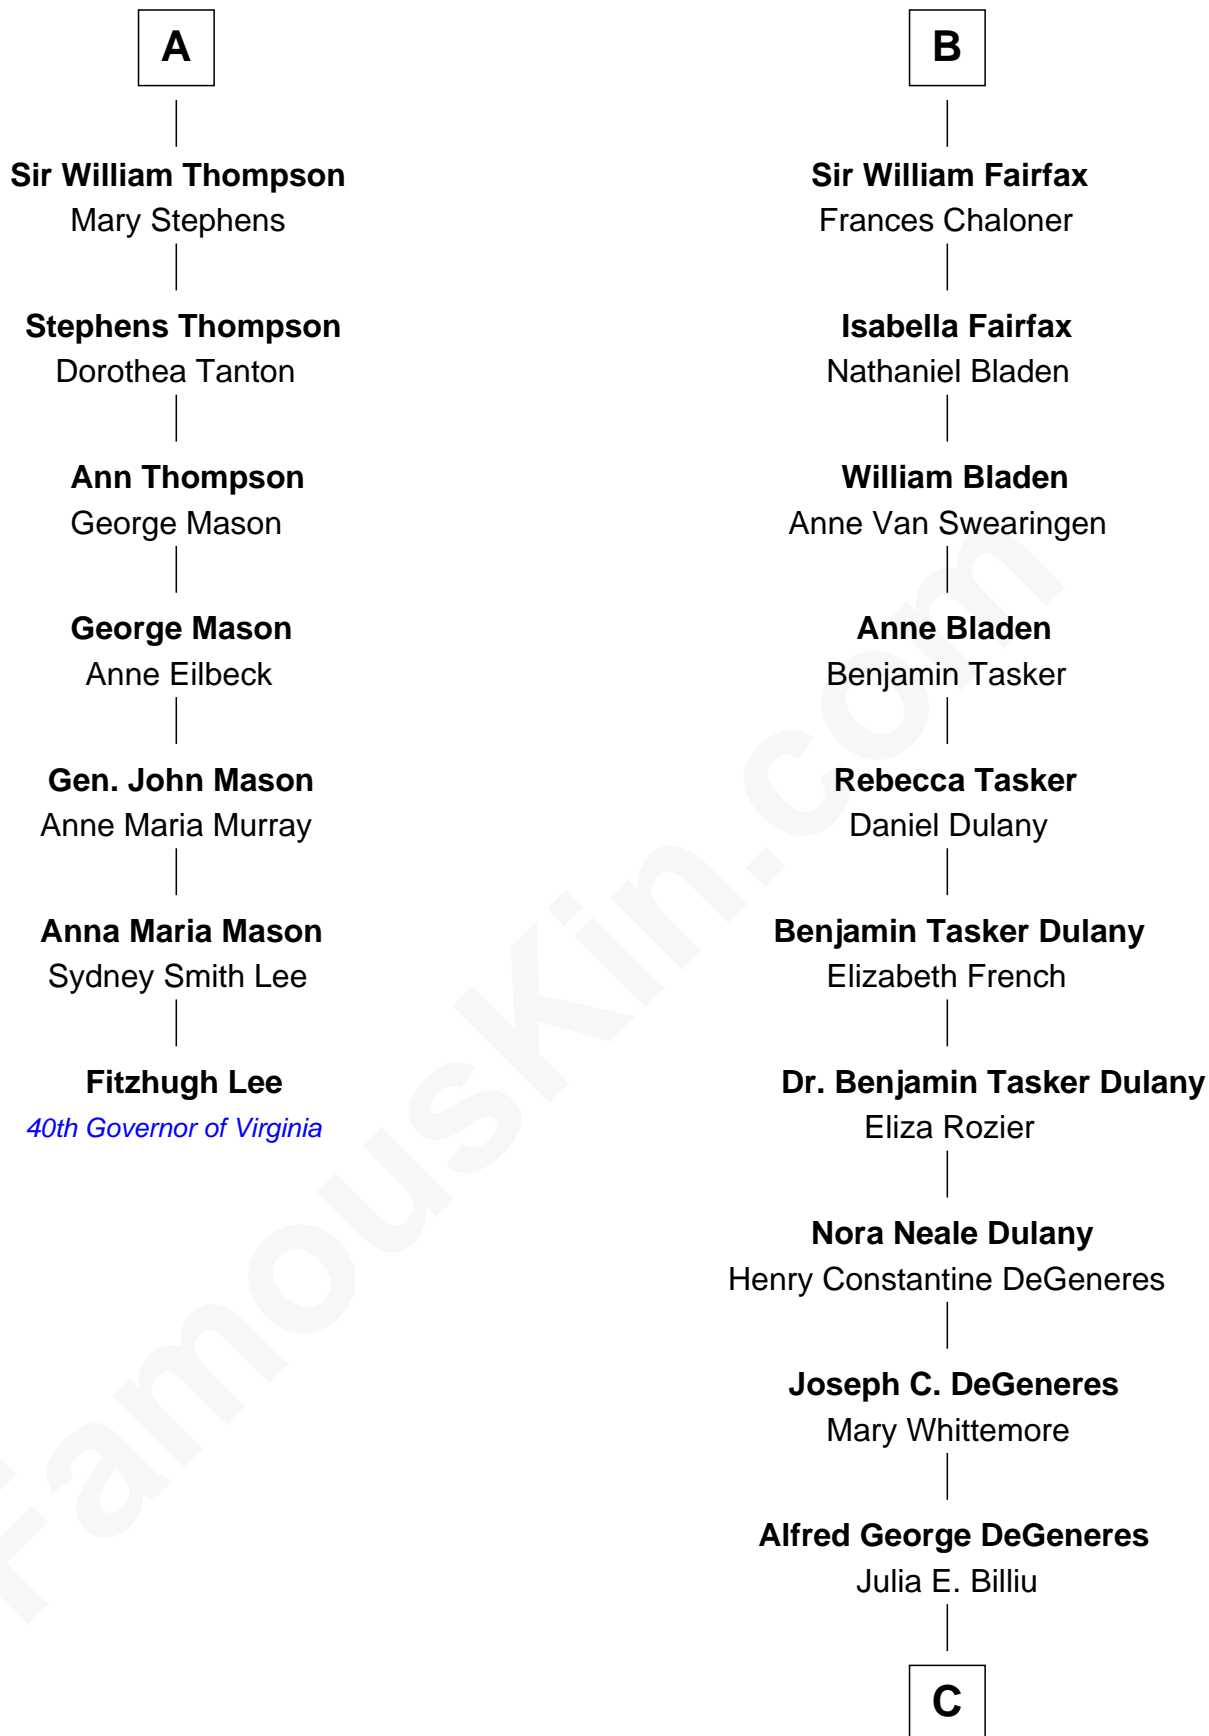 A
Sir William Thompson
Mary Stephens
Stephens Thompson
Dorothea Tanton
Ann Thompson
George Mason
George Mason
Anne Eilbeck
Gen. John Mason
Anne Maria Murray
Anna Maria Mason
Sydney Smith Lee
Fitzhugh Lee
40th Governor of Virginia
B
Sir William Fairfax
Frances Chaloner
Isabella Fairfax
Nathaniel Bladen
William Bladen
Anne Van Swearingen
Anne Bladen
Benjamin Tasker
Rebecca Tasker
Daniel Dulany
Benjamin Tasker Dulany
Elizabeth French
Dr. Benjamin Tasker Dulany
Eliza Rozier
Nora Neale Dulany
Henry Constantine DeGeneres
Joseph C. DeGeneres
Mary Whittemore
Alfred George DeGeneres
Julia E. Billiu
C
FamousKin.com